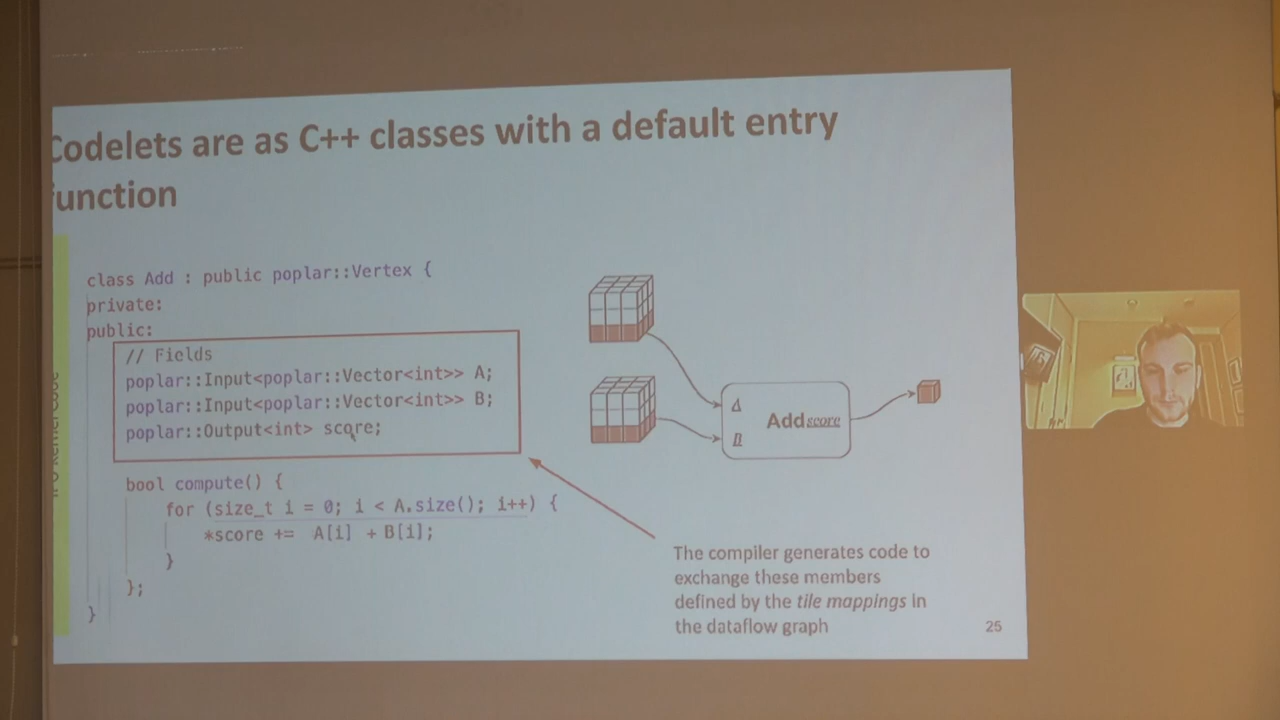 Codelets are as C++ classes with a default entry
function
class Add : public poplar::Vertex {
private:
public:
// Fields
poplar::Input<poplar::Vector<int>> A;
poplar::Input<poplar::Vector<int>> B;
poplar::Output<int> score;
bool compute() {
for (size_t i = 0; i < A.size(); i++) {
*score += A[i] + B[i];
}
};
}
A
B
Add score
The compiler generates code to
exchange these members
defined by the tile mappings in
the dataflow graph
25